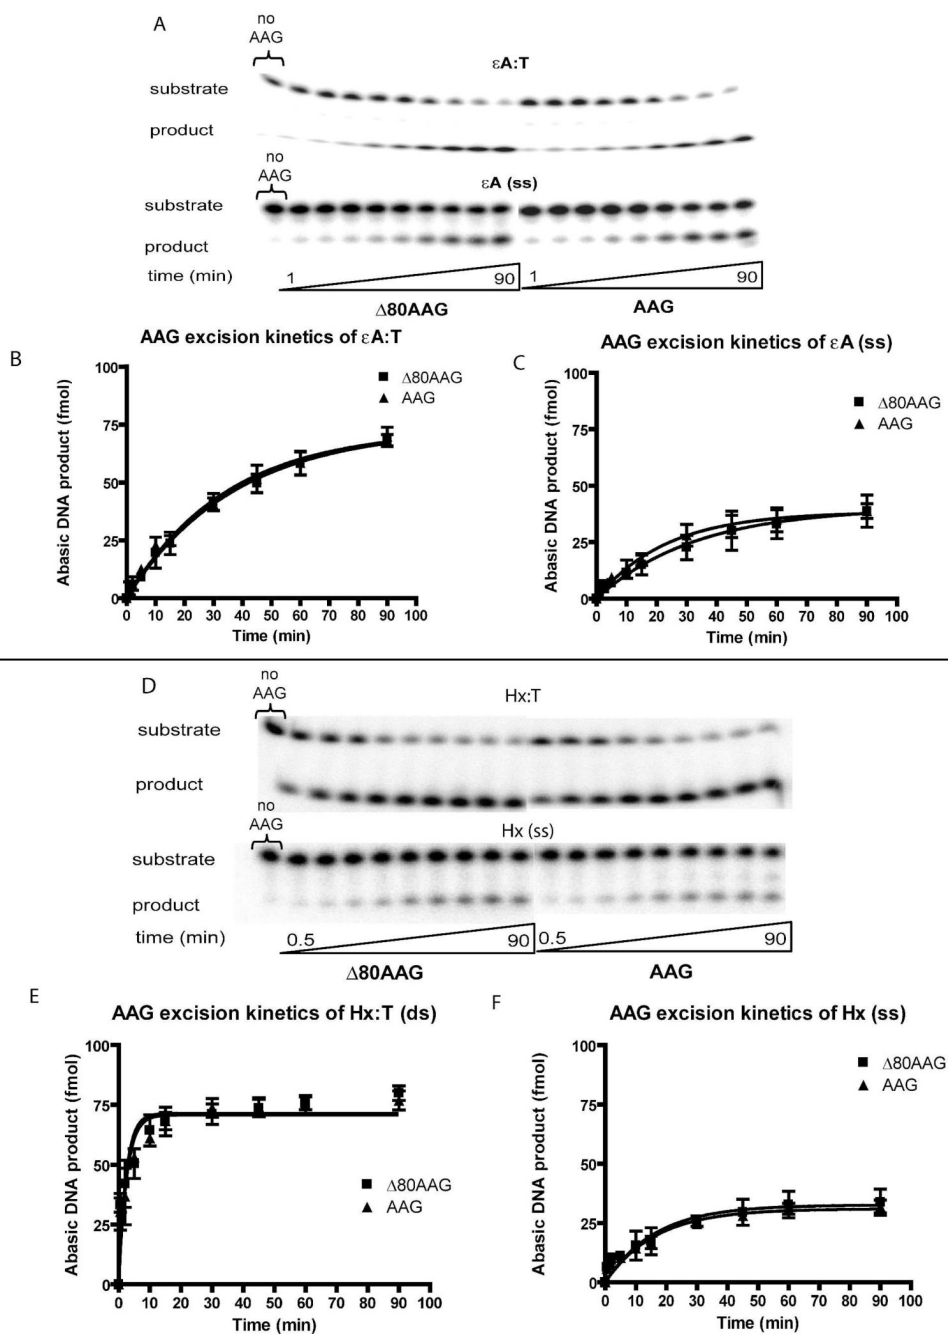 A
no
AAG
εA:T
substrate
product
no
AAG
εA (ss)
substrate
product
time (min)
1
90
1
90
Δ80AAG
AAG
B
AAG excision kinetics of εA:T
Abasic DNA product (fmol)
100
75
50
25
0
0 10 20 30 40 50 60 70 80 90 100
Time (min)
Δ80AAG
AAG
C
AAG excision kinetics of εA (ss)
Abasic DNA product (fmol)
100
75
50
25
0
0 10 20 30 40 50 60 70 80 90 100
Time (min)
Δ80AAG
AAG
D
no
AAG
Hx:T
substrate
product
no
AAG
Hx (ss)
substrate
product
time (min)
0.5
90
0.5
90
Δ80AAG
AAG
E
AAG excision kinetics of Hx:T (ds)
Abasic DNA product (fmol)
100
75
50
25
0
0 10 20 30 40 50 60 70 80 90 100
Time (min)
Δ80AAG
AAG
F
AAG excision kinetics of Hx (ss)
Abasic DNA product (fmol)
100
75
50
25
0
0 10 20 30 40 50 60 70 80 90 100
Time (min)
Δ80AAG
AAG